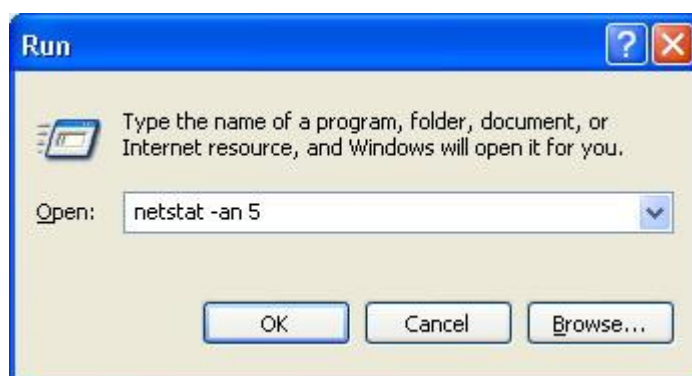 Run
Type the name of a program, folder, document, or
Internet resource, and Windows will open it for you.
Open: netstat -an 5
OK Cancel Browse...